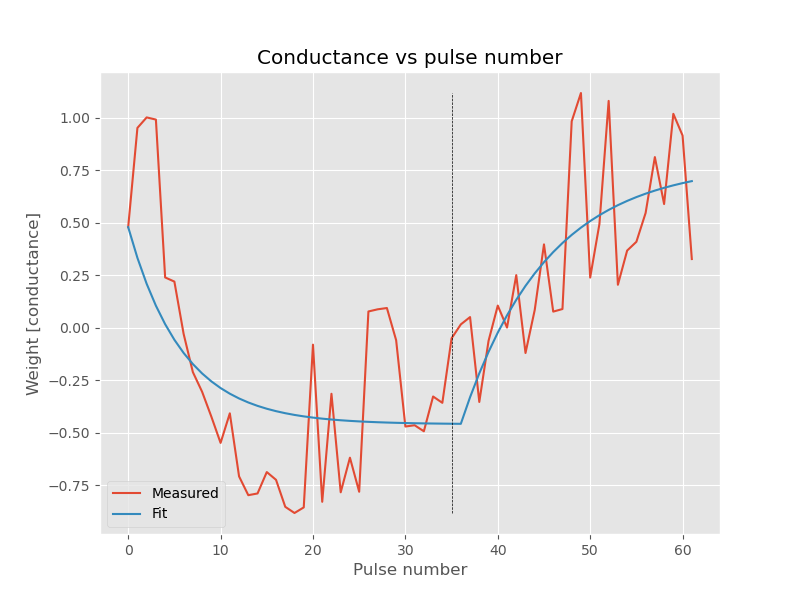 Conductance vs pulse number
Weight [conductance]
1.00
0.75
0.50
0.25
0.00
−0.25
−0.50
−0.75
Measured
Fit
0 10 20 30 40 50 60
Pulse number